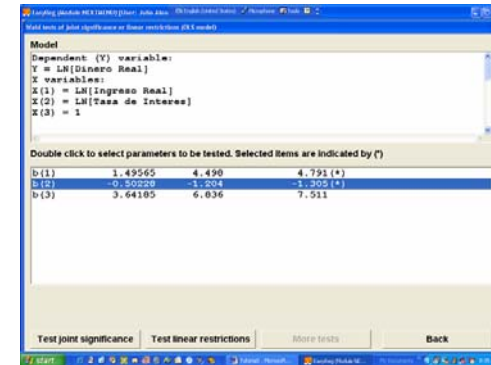 Wald tests of joint significance or linear restrictions (OLS model)
Model
Dependent (Y) variable:
Y = LN[Dinero Real]
X variables:
X(1) = LN[Ingreso Real]
X(2) = LN[Tasa de Interes]
X(3) = 1
Double click to select parameters to be tested. Selected items are indicated by (*)
b(1) 1.49565 4.498 4.791 (*)
b(2) -0.50228 -1.204 -1.305 (*)
b(3) 3.64185 6.836 7.511
Test joint significance Test linear restrictions More tests Back
start